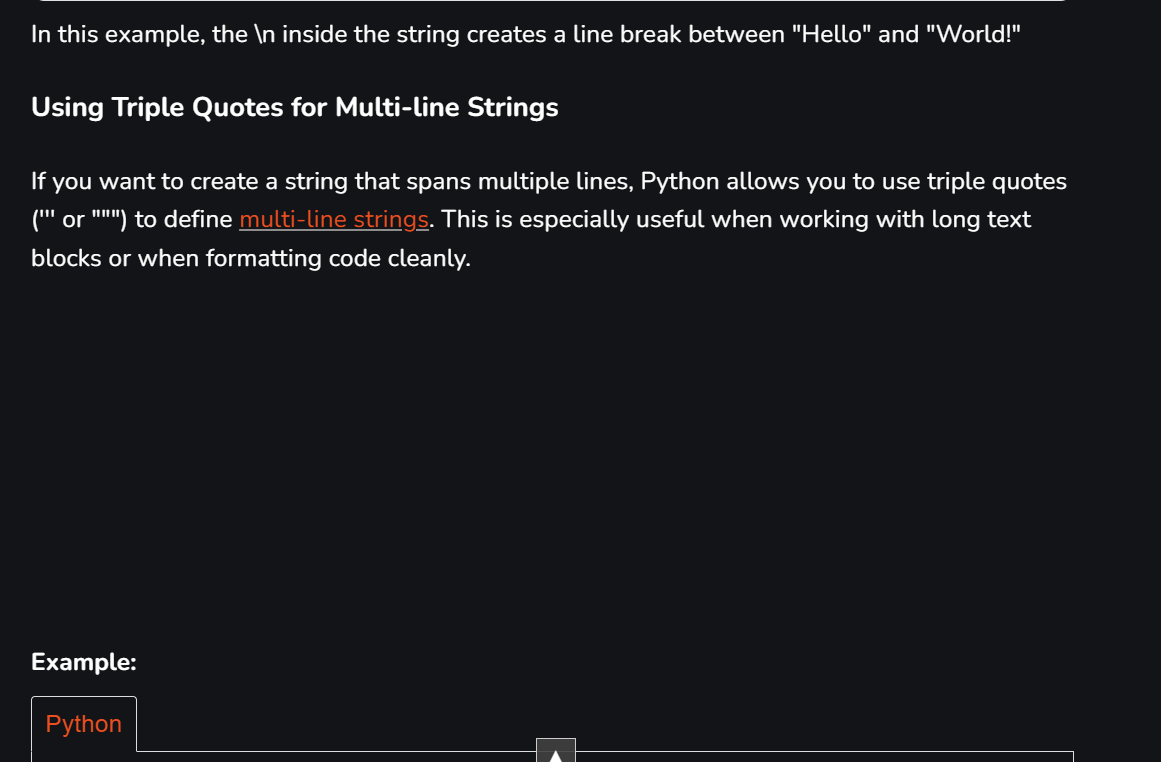 In this example, the \n inside the string creates a line break between "Hello" and "World!"
Using Triple Quotes for Multi-line Strings
If you want to create a string that spans multiple lines, Python allows you to use triple quotes
(''' or """) to define multi-line strings. This is especially useful when working with long text
blocks or when formatting code cleanly.
Example:
Python